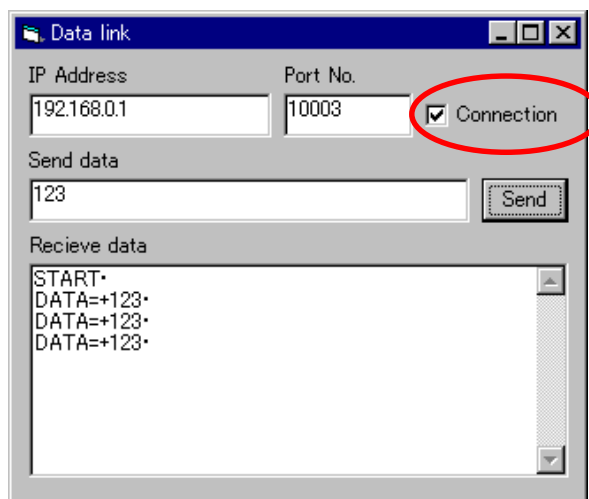 Data link
IP Address Port No.
192.168.0.1 10003 Connection
Send data
123 Send
Recieve data
START·
DATA=+123·
DATA=+123·
DATA=+123·